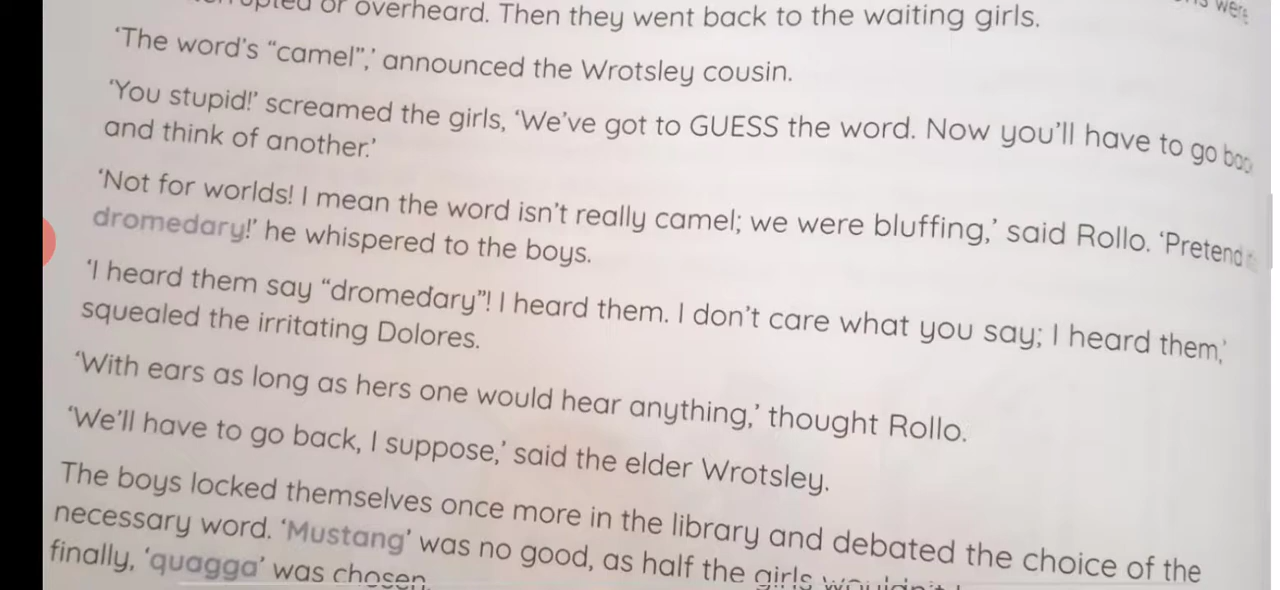 or overheard. Then they went back to the waiting girls.
were
‘The word’s “camel”,’ announced the Wrotsley cousin.
‘You stupid!’ screamed the girls, ‘We’ve got to GUESS the word. Now you’ll have to go
and think of another.’
‘Not for worlds! I mean the word isn’t really camel; we were bluffing,’ said Rollo. ‘Pretend
dromedary!’ he whispered to the boys.
‘I heard them say “dromedary”! I heard them. I don’t care what you say; I heard them,’
squealed the irritating Dolores.
‘With ears as long as hers one would hear anything,’ thought Rollo.
‘We’ll have to go back, I suppose,’ said the elder Wrotsley.
The boys locked themselves once more in the library and debated the choice of the
necessary word. ‘Mustang’ was no good, as half the girls
finally, ‘quagga’ was chosen.